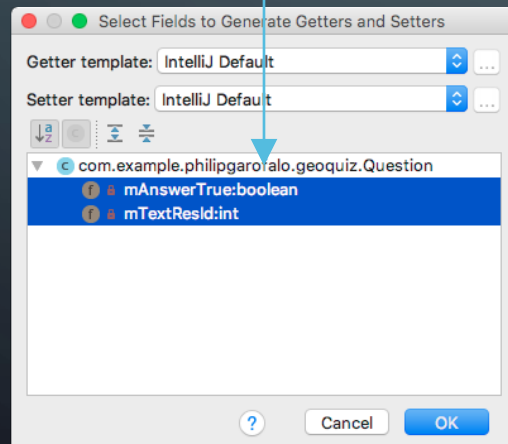 Select Fields to Generate Getters and Setters
Getter template: IntelliJ Default
...
Setter template: IntelliJ Default
...
a
z
c
c com.example.philipgarofalo.geoquiz.Question
f mAnswerTrue:boolean
f mTextResId:int
? Cancel OK